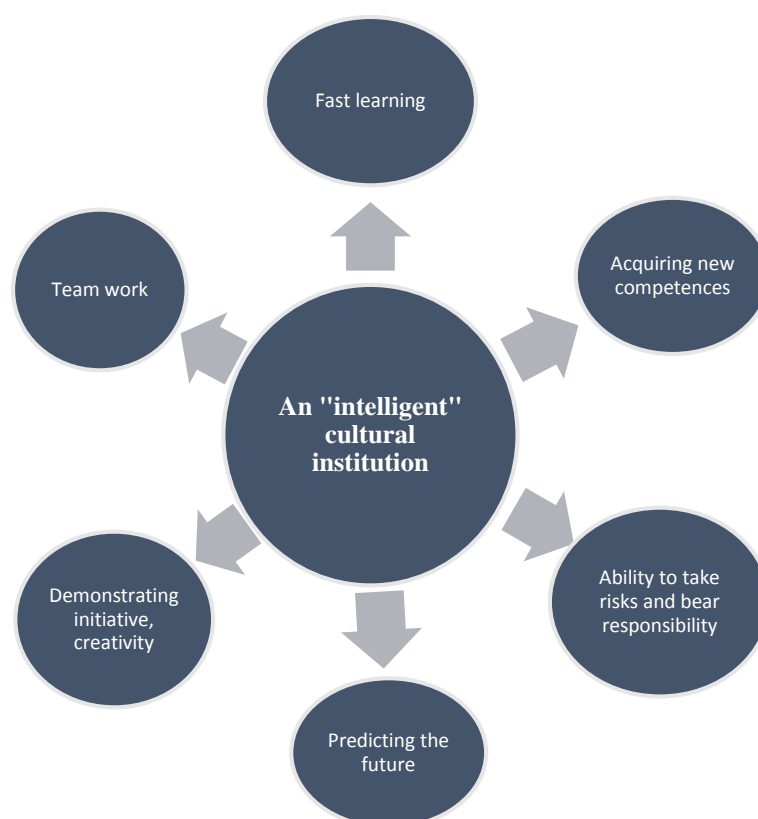 Fast learning
Team work
Acquiring new
competences
An "intelligent"
cultural
institution
Demonstrating
initiative,
creativity
Ability to take
risks and bear
responsibility
Predicting the
future